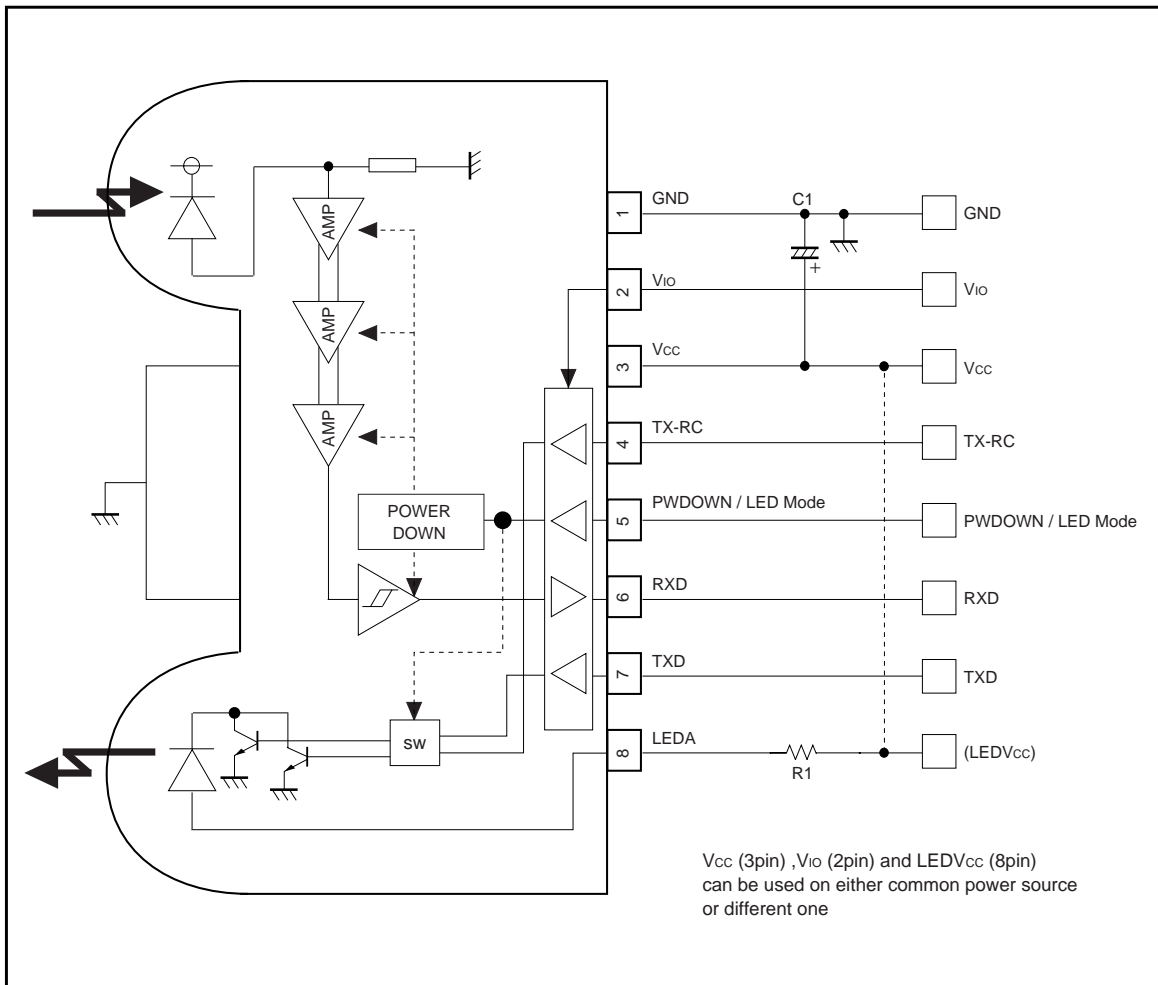 AMP
AMP
AMP
POWER
DOWN
SW
1
GND
C1
+
GND
2
VIO
VIO
3
VCC
VCC
4
TX-RC
TX-RC
5
PWDOWN / LED Mode
PWDOWN / LED Mode
6
RXD
RXD
7
TXD
TXD
8
LEDA
R1
(LEDVCC)
VCC (3pin) ,VIO (2pin) and LEDVCC (8pin)
can be used on either common power source
or different one